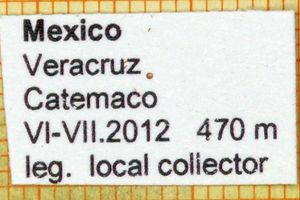 Mexico
Veracruz
Catemaco
VI-VII.2012 470 m
leg. local collector